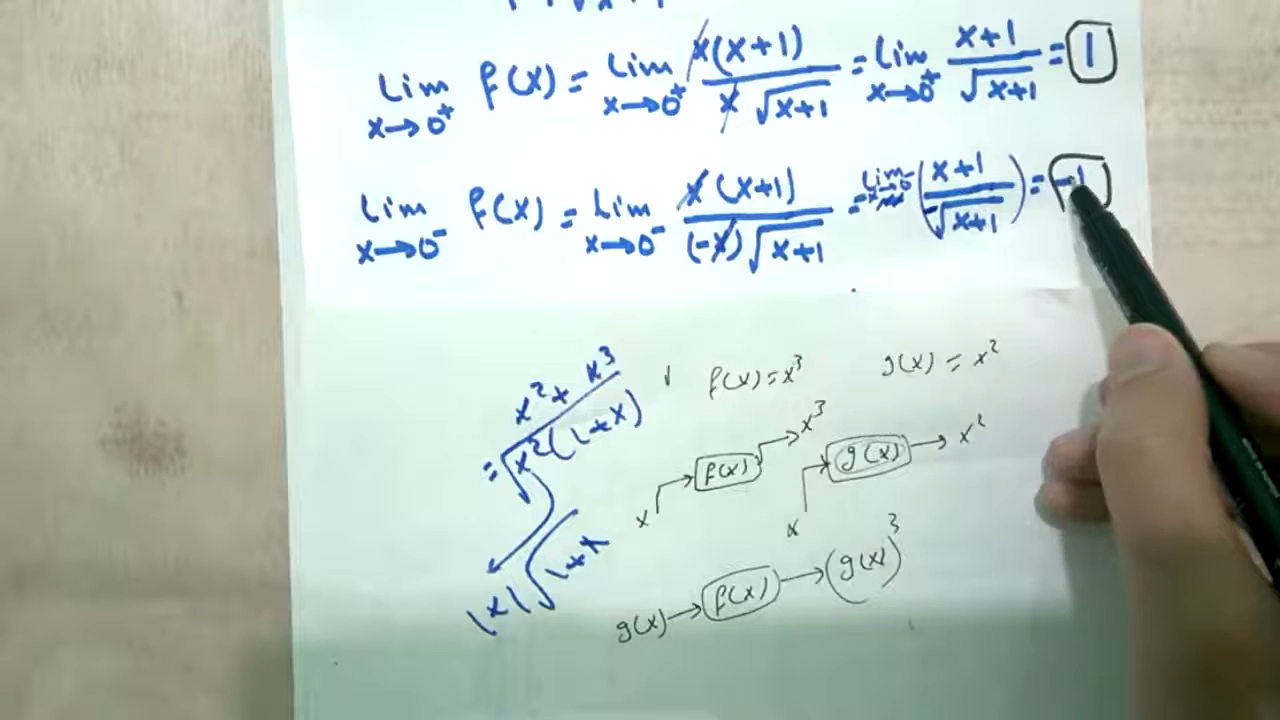 Lim x→0⁺ f(x) = Lim x→0⁺ x(x+1)/(x √(x+1)) = Lim x→0⁺ (x+1)/√(x+1) = 1
Lim x→0⁻ f(x) = Lim x→0⁻ x(x+1)/((-x)√(x+1)) = Lim x→0⁻ ((x+1)/(-√(x+1))) = -1
x² + x³
= √(x²(1+x))
|x|√(1+x)
f(x) = x³
g(x) = x²
x → f(x) → x³
x → g(x) → x²
g(x) → f(x) → (g(x))³